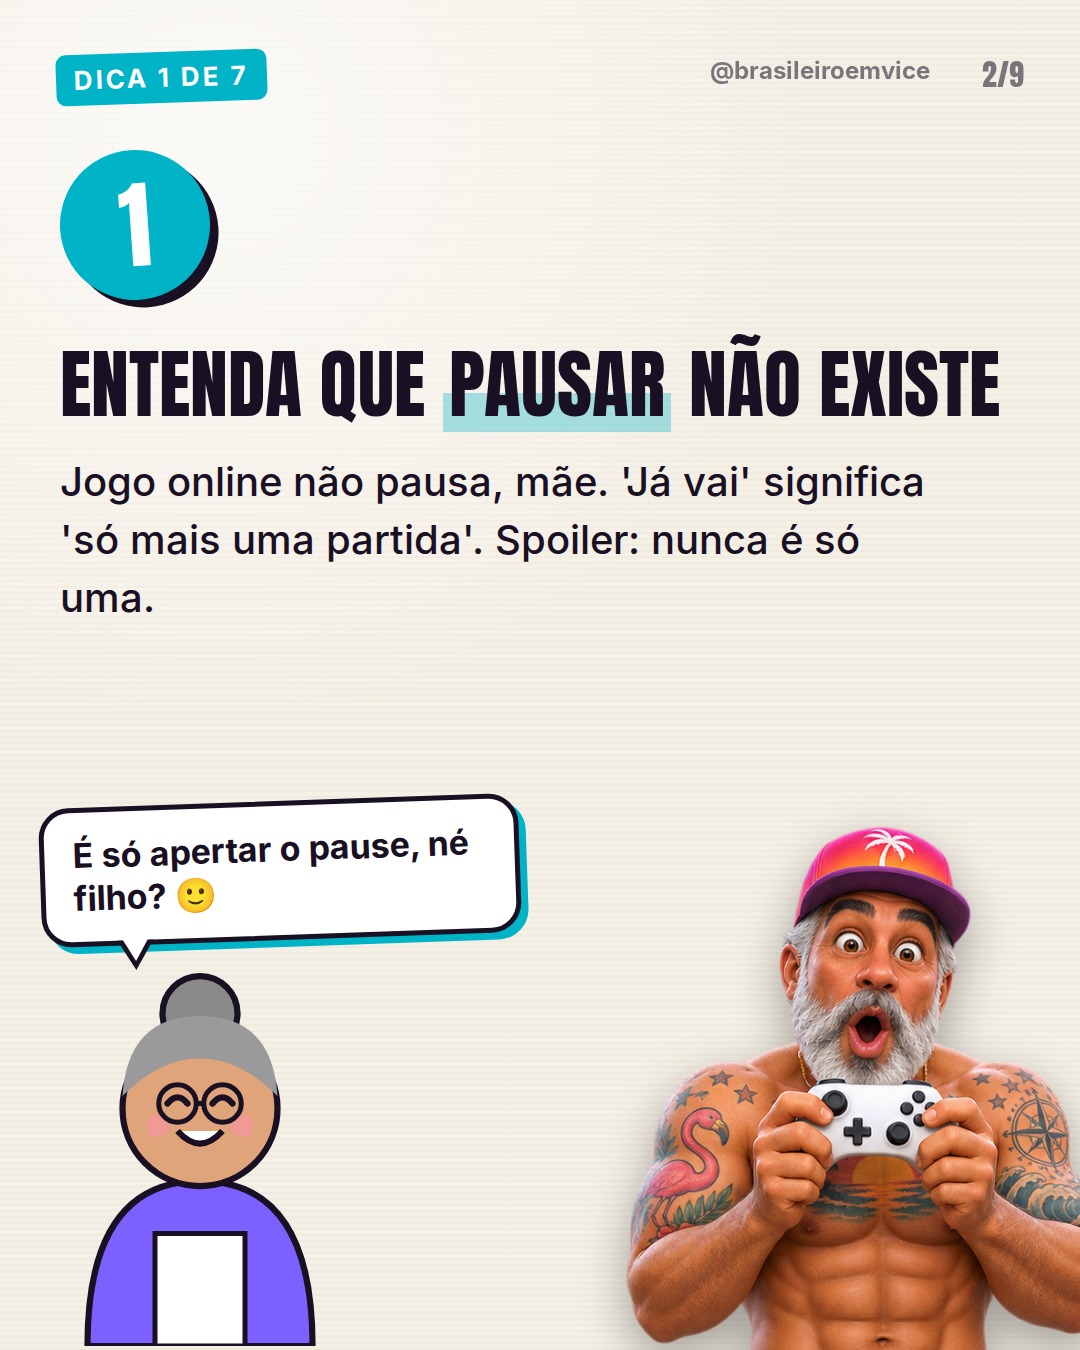 DICA 1 DE 7
@brasileiroemvice
2/9
1
ENTENDA QUE PAUSAR NÃO EXISTE
Jogo online não pausa, mãe. 'Já vai' significa
'só mais uma partida'. Spoiler: nunca é só
uma.
É só apertar o pause, né
filho? 🙂